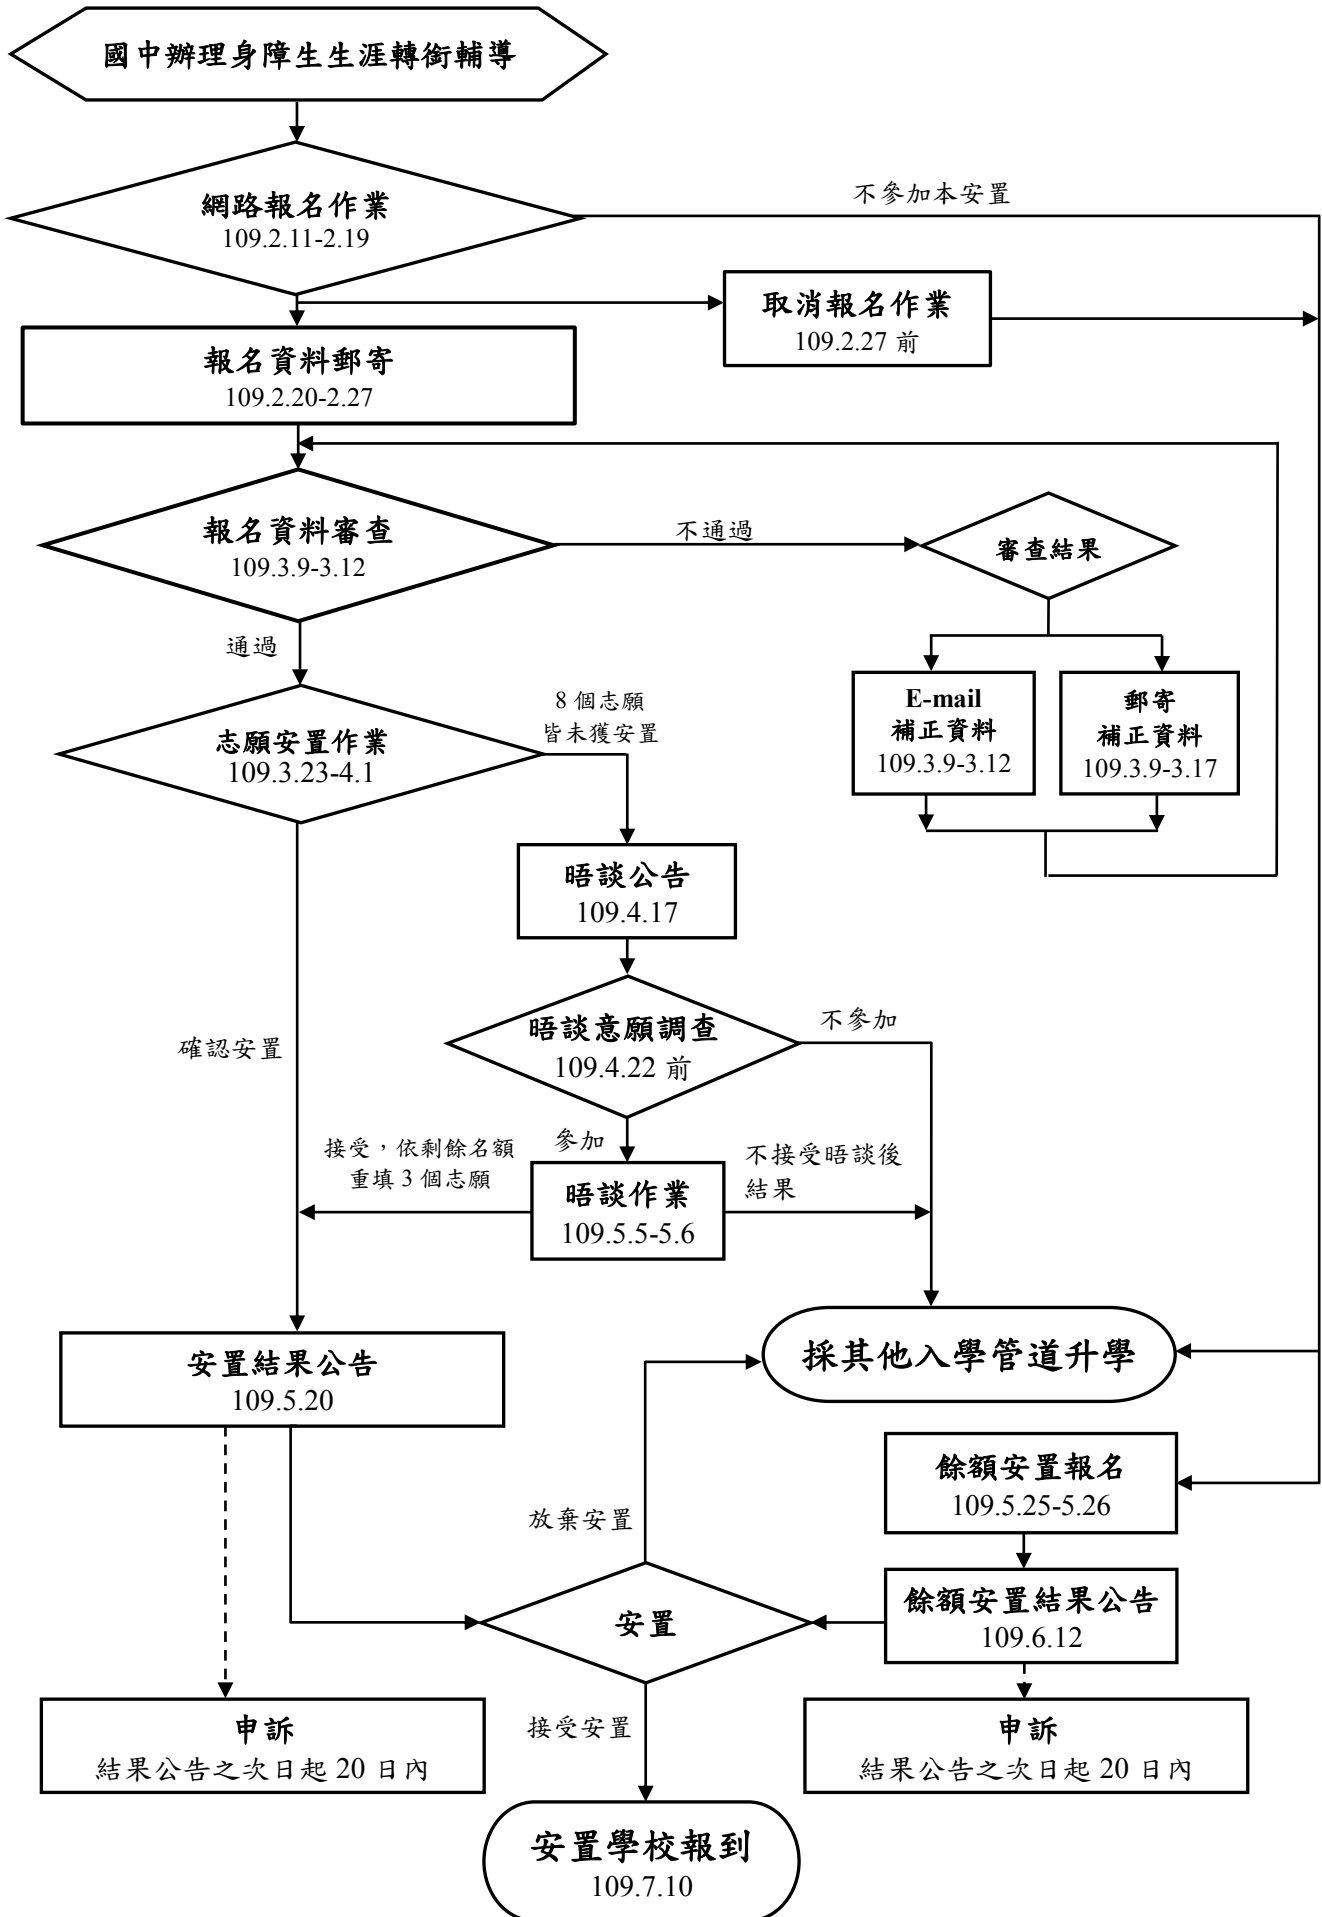 國中辦理身障生生涯轉銜輔導
網路報名作業
109.2.11-2.19
不參加本安置
取消報名作業
109.2.27 前
報名資料郵寄
109.2.20-2.27
報名資料審查
109.3.9-3.12
不通過
審查結果
通過
E-mail
補正資料
109.3.9-3.12
郵寄
補正資料
109.3.9-3.17
志願安置作業
109.3.23-4.1
8 個志願
皆未獲安置
晤談公告
109.4.17
晤談意願調查
109.4.22 前
不參加
確認安置
參加
接受，依剩餘名額
重填 3 個志願
晤談作業
109.5.5-5.6
不接受晤談後
結果
安置結果公告
109.5.20
採其他入學管道升學
餘額安置報名
109.5.25-5.26
放棄安置
餘額安置結果公告
109.6.12
安置
申訴
結果公告之次日起 20 日內
接受安置
申訴
結果公告之次日起 20 日內
安置學校報到
109.7.10